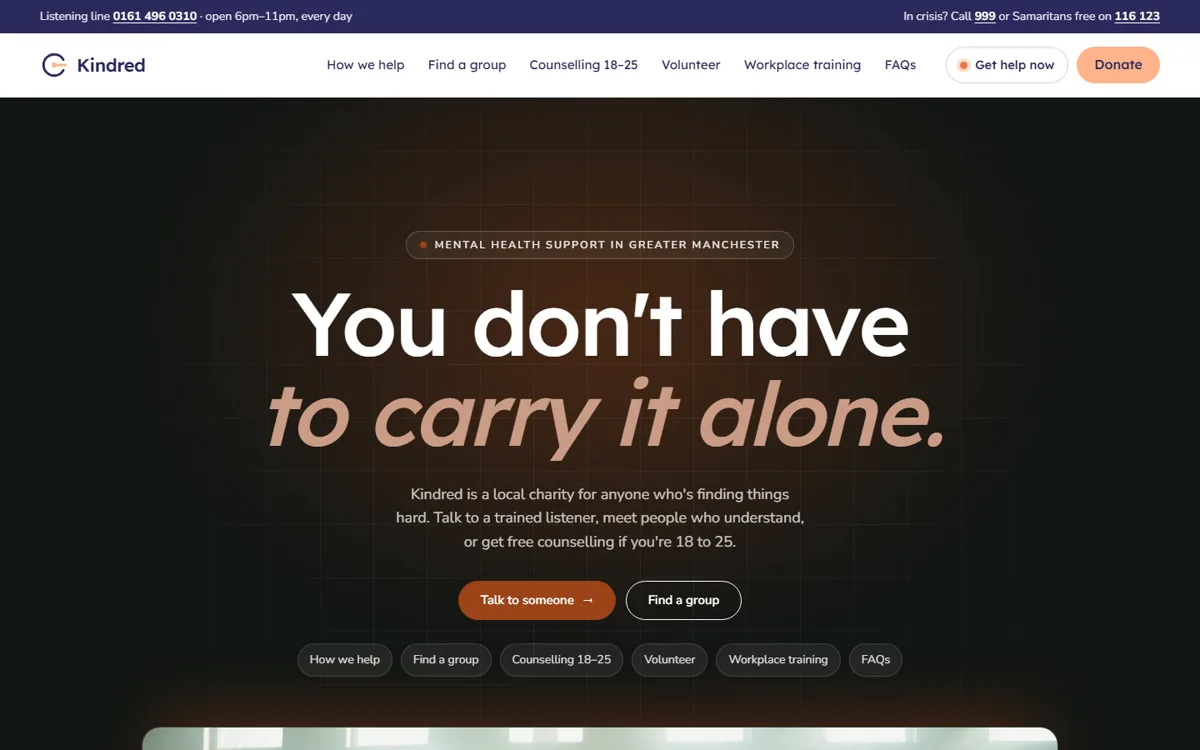 Listening line 0161 496 0310 · open 6pm–11pm, every day
In crisis? Call 999 or Samaritans free on 116 123
Kindred
How we help
Find a group
Counselling 18–25
Volunteer
Workplace training
FAQs
Get help now
Donate
MENTAL HEALTH SUPPORT IN GREATER MANCHESTER
You don't have
to carry it alone.
Kindred is a local charity for anyone who's finding things
hard. Talk to a trained listener, meet people who understand,
or get free counselling if you're 18 to 25.
Talk to someone →
Find a group
How we help
Find a group
Counselling 18–25
Volunteer
Workplace training
FAQs